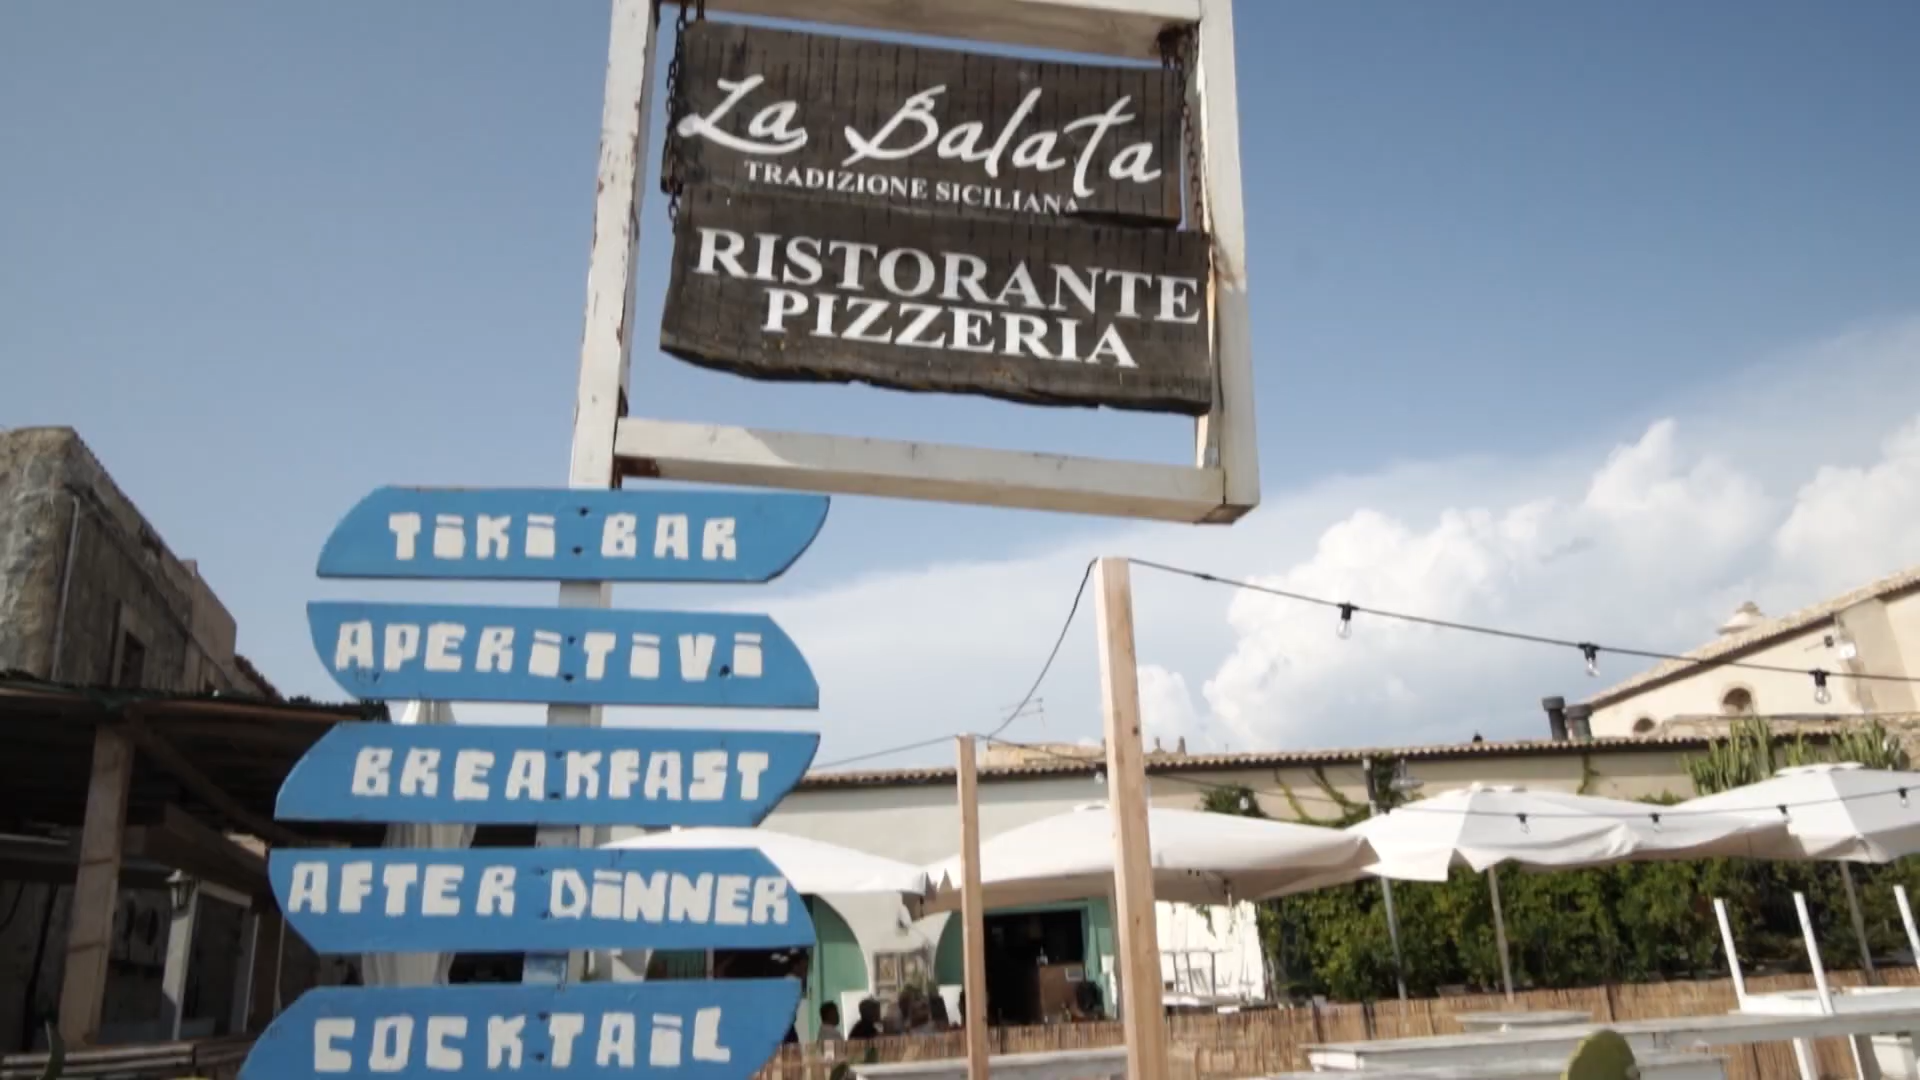 La Balata
TRADIZIONE SICILIANA
RISTORANTE
PIZZERIA
TIKI BAR
APERITIVI
BREAKFAST
AFTER DINNER
COCKTAIL